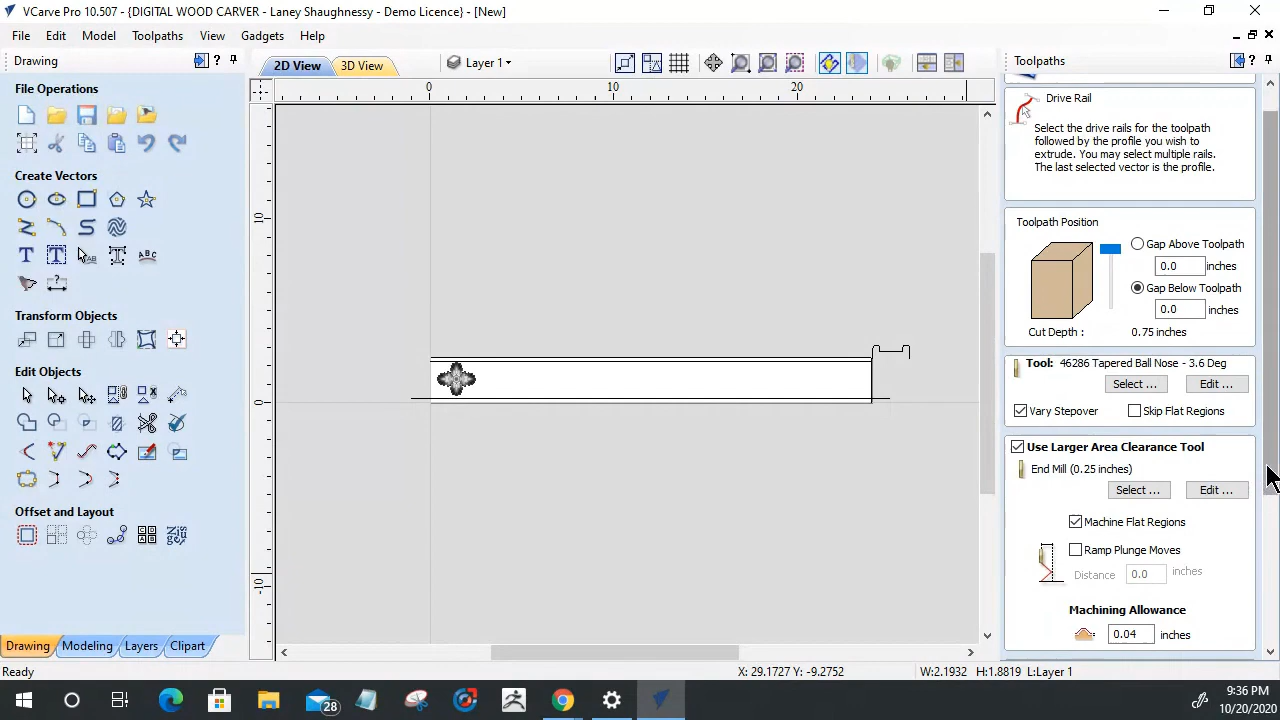 VCarve Pro 10.507 - {DIGITAL WOOD CARVER - Laney Shaughnessy - Demo Licence} - [New]
File Edit Model Toolpaths View Gadgets Help
Drawing
File Operations
Create Vectors
T T T ABC
AB
Transform Objects
Edit Objects
Offset and Layout
Drawing Modeling Layers Clipart
2D View 3D View
Layer 1
0 10 20
10
0
-10
Toolpaths
Drive Rail
Select the drive rails for the toolpath
followed by the profile you wish to
extrude. You may select multiple rails.
The last selected vector is the profile.
Toolpath Position
Gap Above Toolpath
0.0 inches
Gap Below Toolpath
0.0 inches
Cut Depth : 0.75 inches
Tool: 46286 Tapered Ball Nose - 3.6 Deg
Select ... Edit ...
Vary Stepover Skip Flat Regions
Use Larger Area Clearance Tool
End Mill (0.25 inches)
Select ... Edit ...
Machine Flat Regions
Ramp Plunge Moves
Distance 0.0 inches
Machining Allowance
0.04 inches
Ready
X: 29.1727 Y: -9.2752
W:2.1932 H:1.8819 L:Layer 1
28
9:36 PM
10/20/2020